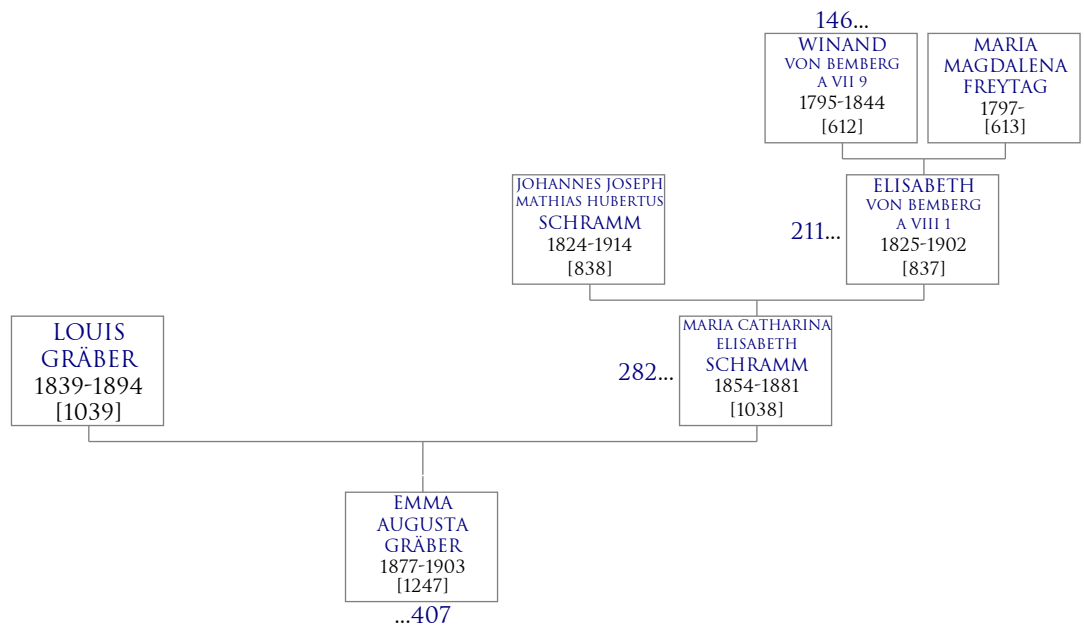 146...
WINAND
VON BEMBERG
A VII 9
1795-1844
[612]
MARIA
MAGDALENA
FREYTAG
1797-
[613]
JOHANNES JOSEPH
MATHIAS HUBERTUS
SCHRAMM
1824-1914
[838]
211...
ELISABETH
VON BEMBERG
A VIII 1
1825-1902
[837]
LOUIS
GRÄBER
1839-1894
[1039]
282...
MARIA CATHARINA
ELISABETH
SCHRAMM
1854-1881
[1038]
EMMA
AUGUSTA
GRÄBER
1877-1903
[1247]
...407